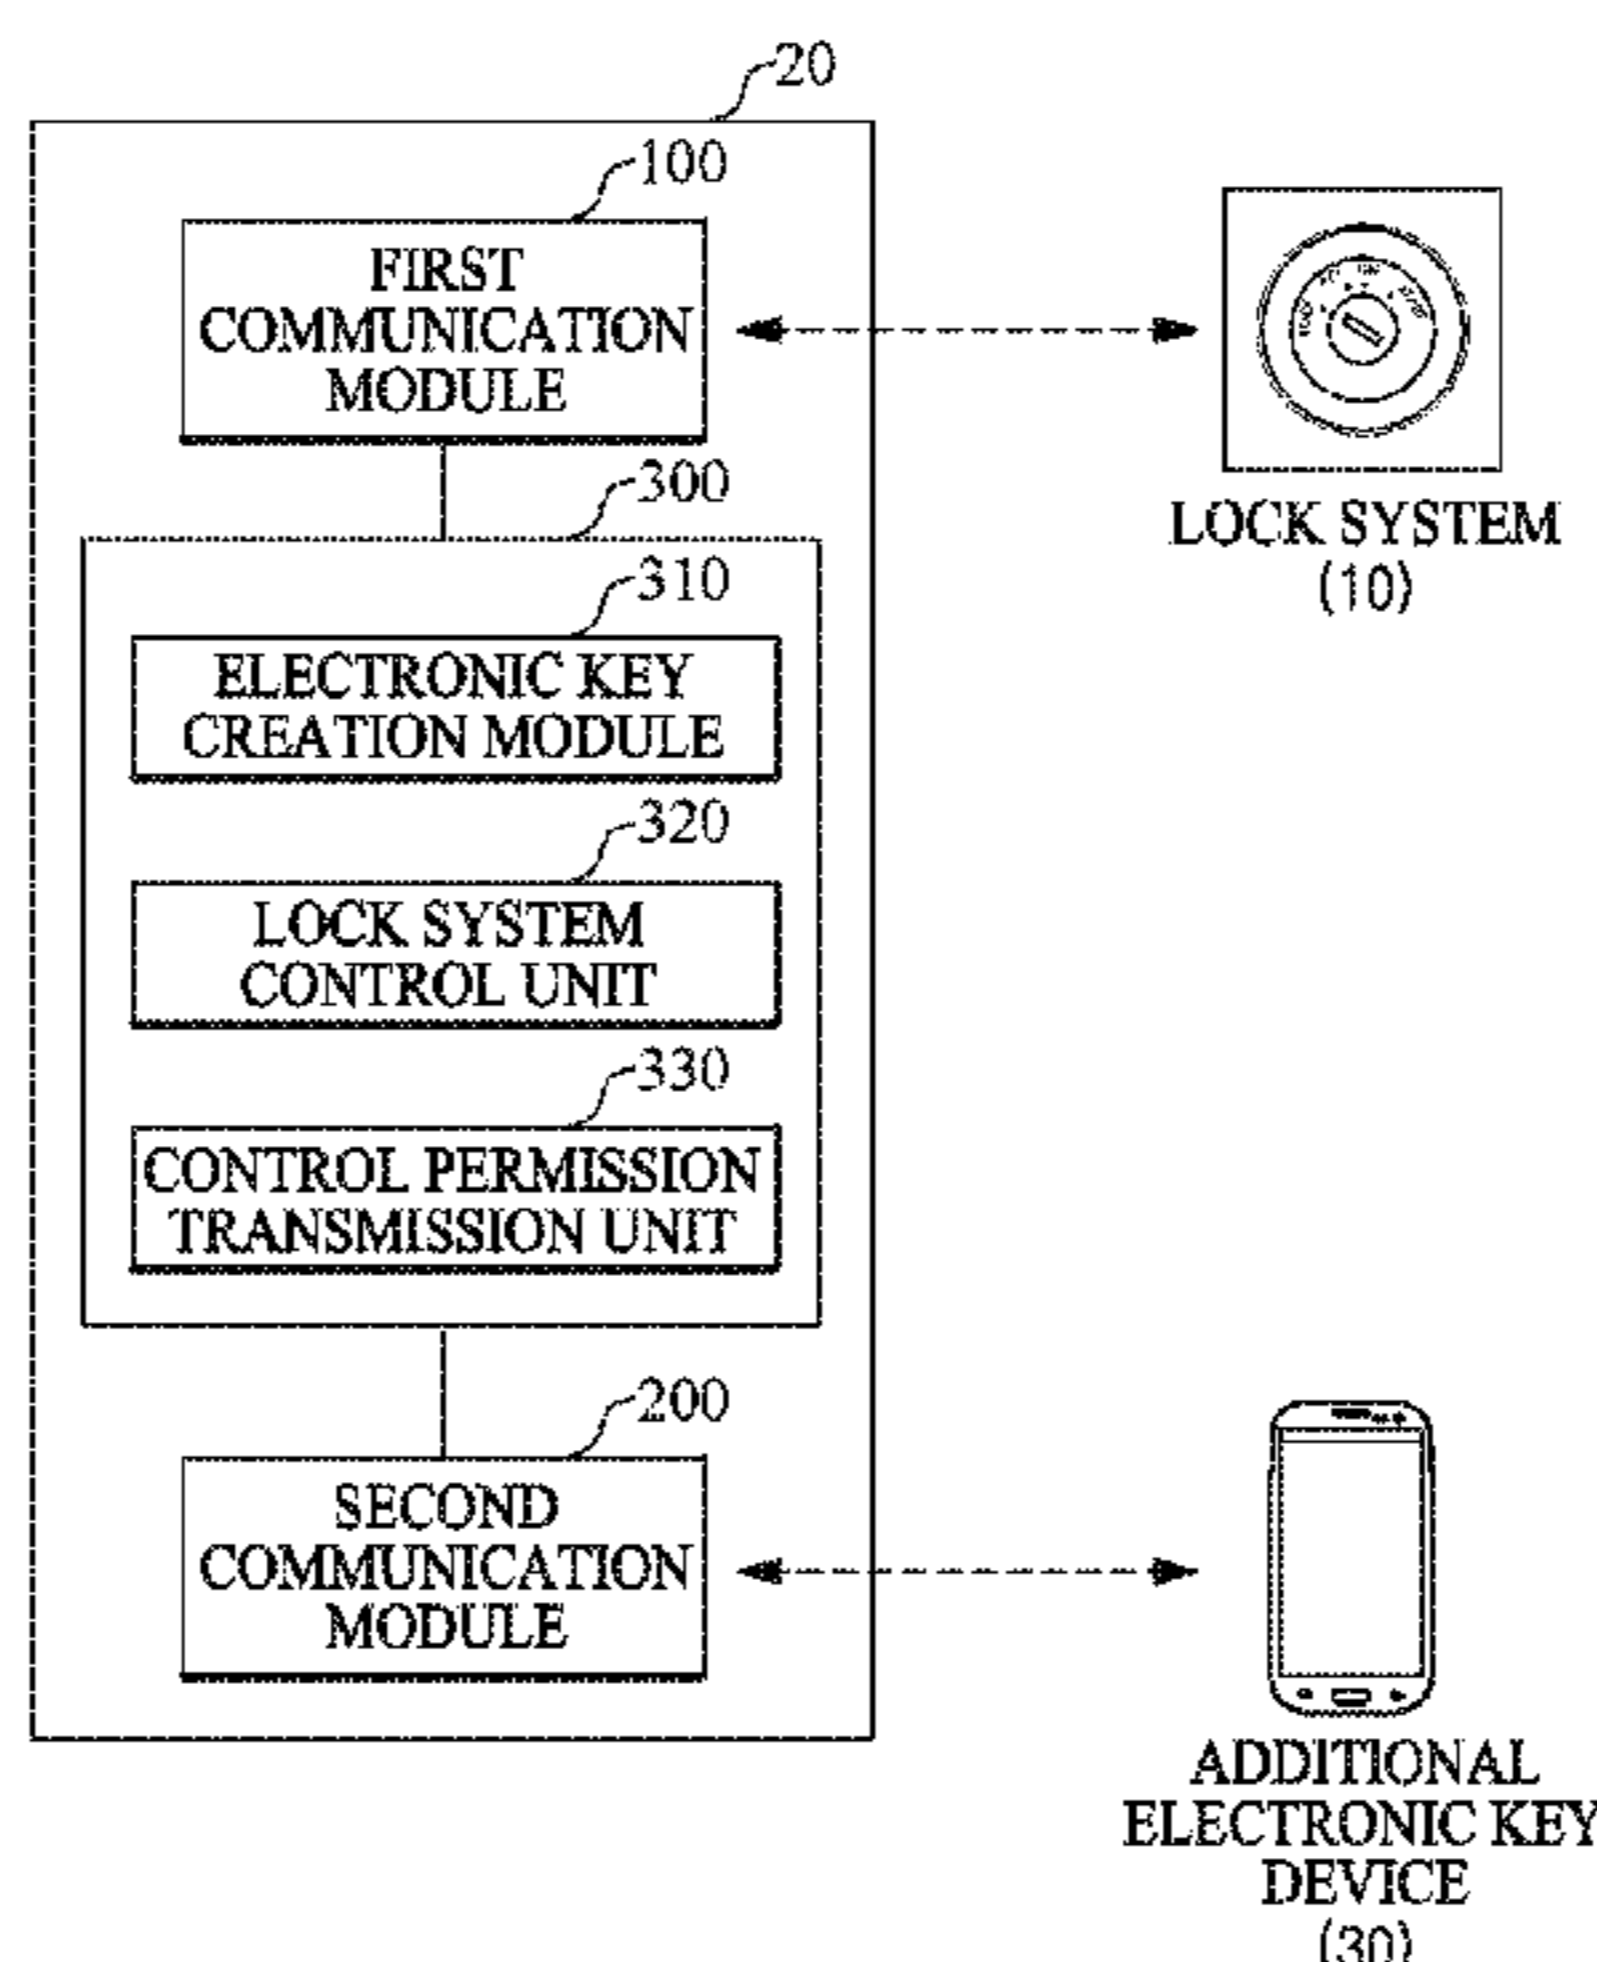 20
100
FIRST
COMMUNICATION
MODULE
300
310
ELECTRONIC KEY
CREATION MODULE
320
LOCK SYSTEM
CONTROL UNIT
330
CONTROL PERMISSION
TRANSMISSION UNIT
200
SECOND
COMMUNICATION
MODULE
LOCK SYSTEM
(10)
ADDITIONAL
ELECTRONIC KEY
DEVICE
(30)